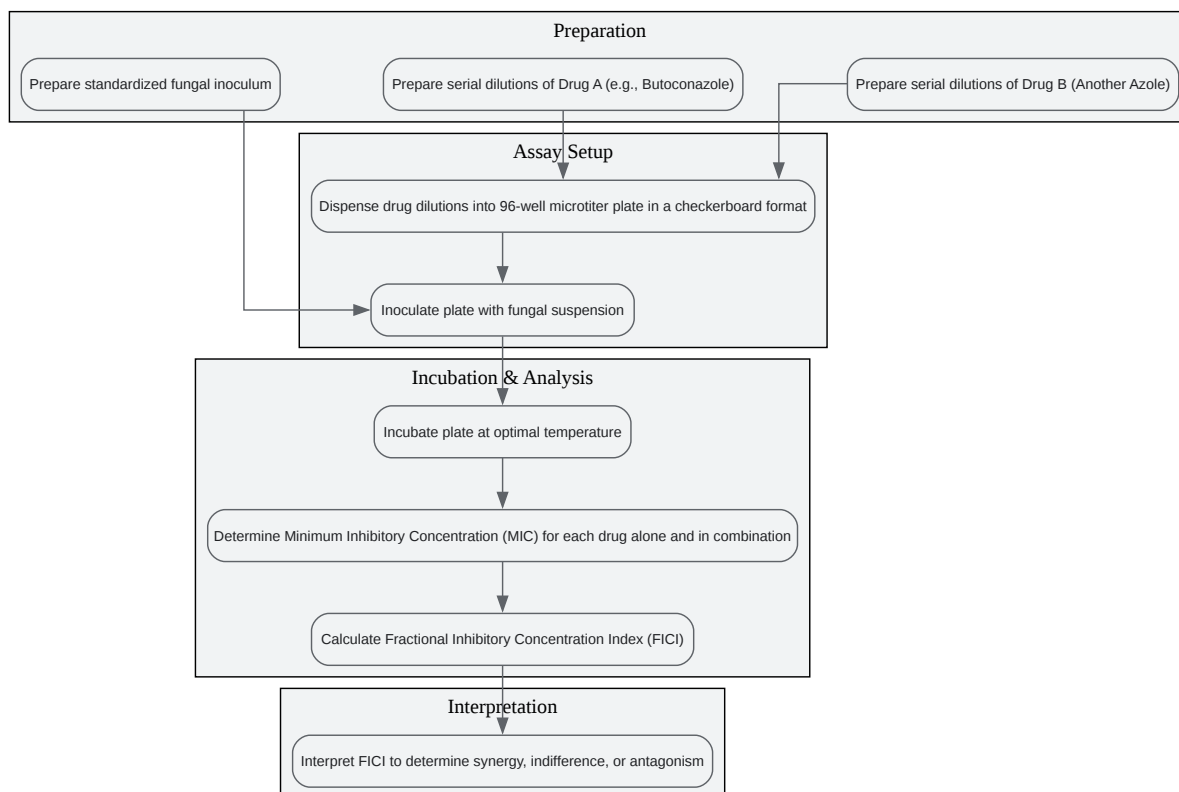 Preparation
Prepare standardized fungal inoculum
Prepare serial dilutions of Drug A (e.g., Butoconazole)
Prepare serial dilutions of Drug B (Another Azole)
Assay Setup
Dispense drug dilutions into 96-well microtiter plate in a checkerboard format
Inoculate plate with fungal suspension
Incubation & Analysis
Incubate plate at optimal temperature
Determine Minimum Inhibitory Concentration (MIC) for each drug alone and in combination
Calculate Fractional Inhibitory Concentration Index (FICI)
Interpretation
Interpret FICI to determine synergy, indifference, or antagonism